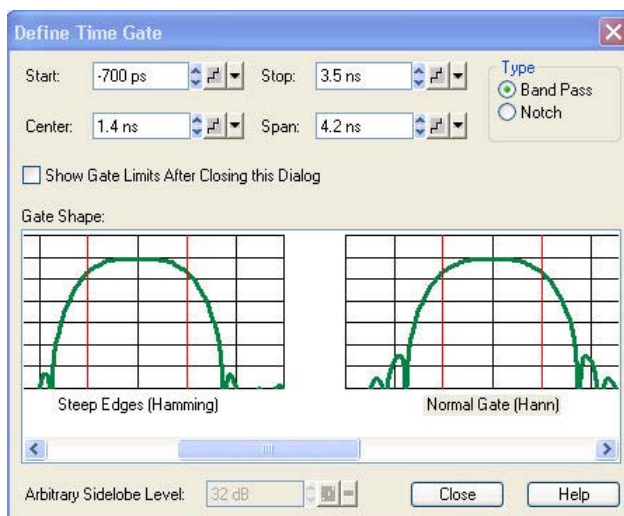 Define Time Gate
Start: -700 ps Stop: 3.5 ns
Type
Band Pass
Notch
Center: 1.4 ns Span: 4.2 ns
Show Gate Limits After Closing this Dialog
Gate Shape:
Steep Edges (Hamming) Normal Gate (Hann)
Arbitrary Sidelobe Level: 32 dB Close Help